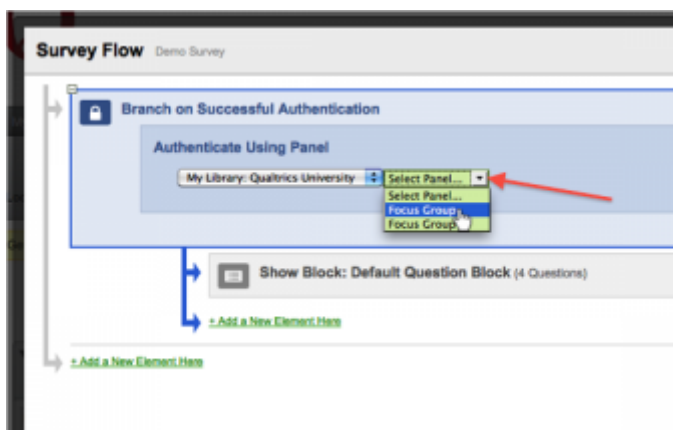 Survey Flow Demo Survey
Branch on Successful Authentication
Authenticate Using Panel
My Library: Qualtrics University Select Panel...
Select Panel...
Focus Group
Focus Group
Show Block: Default Question Block (4 Questions)
+ Add a New Element Here
+ Add a New Element Here